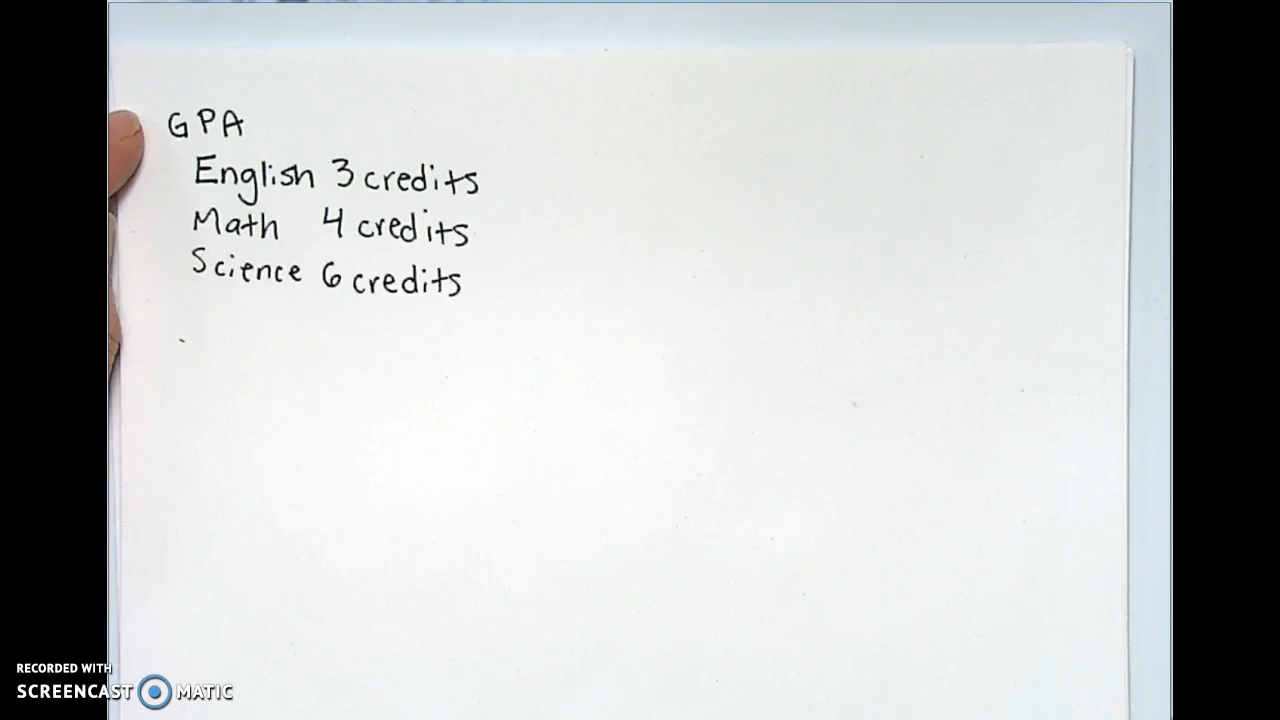 GPA
English 3 credits
Math 4 credits
Science 6 credits
RECORDED WITH
SCREENCAST MATIC